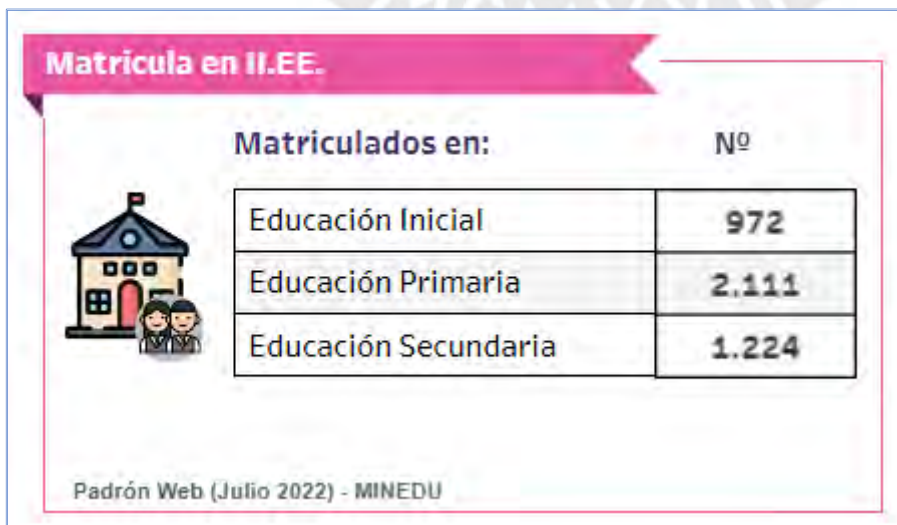 Matricula en II.EE.
Matriculados en: Nº
Educación Inicial 972
Educación Primaria 2.111
Educación Secundaria 1.224
Padrón Web (Julio 2022) - MINEDU